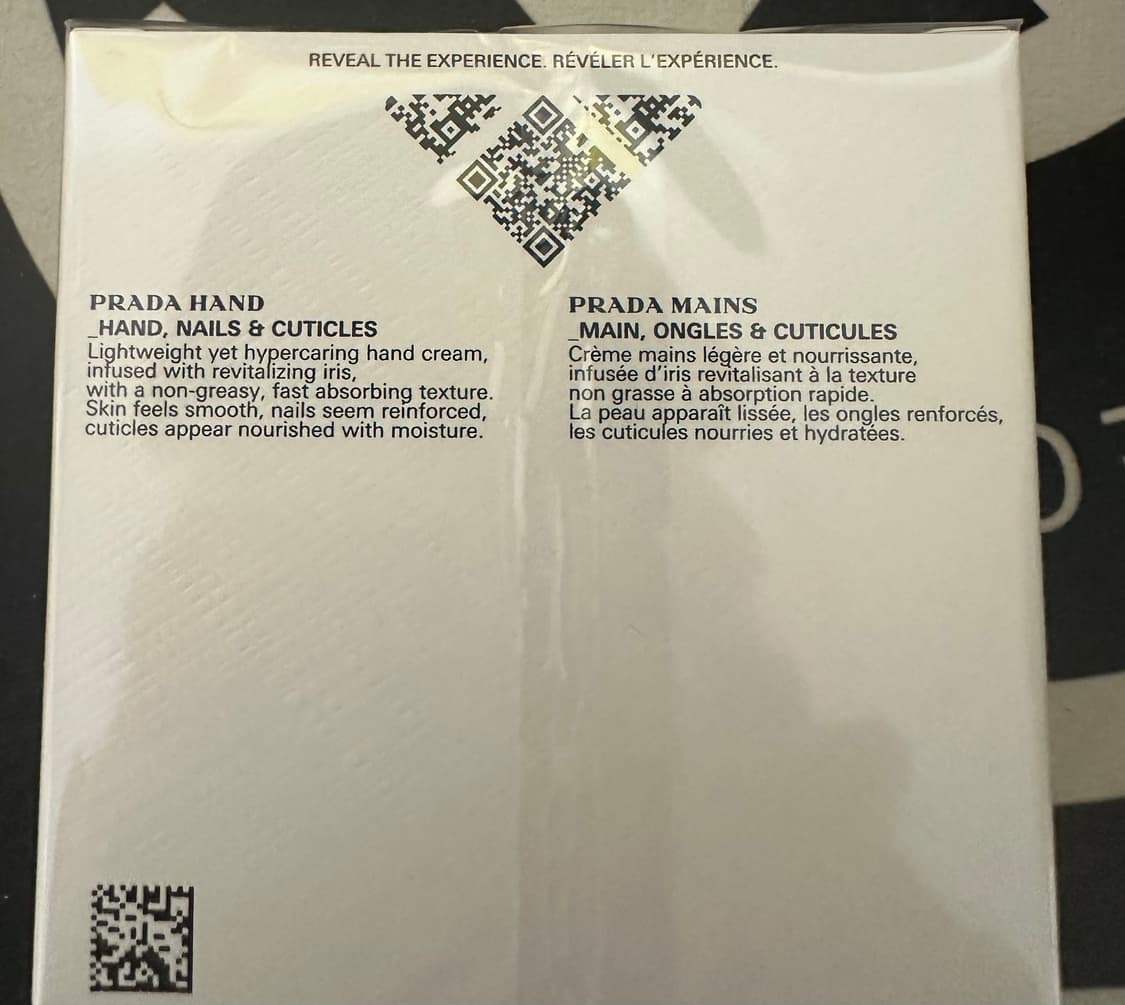 REVEAL THE EXPERIENCE. RÉVÉLER L'EXPÉRIENCE.
PRADA HAND
_HAND, NAILS & CUTICLES
Lightweight yet hypercaring hand cream,
infused with revitalizing iris,
with a non-greasy, fast absorbing texture.
Skin feels smooth, nails seem reinforced,
cuticles appear nourished with moisture.
PRADA MAINS
_MAIN, ONGLES & CUTICULES
Crème mains légère et nourrissante,
infusée d'iris revitalisant à la texture
non grasse à absorption rapide.
La peau apparaît lissée, les ongles renforcés,
les cuticules nourries et hydratées.